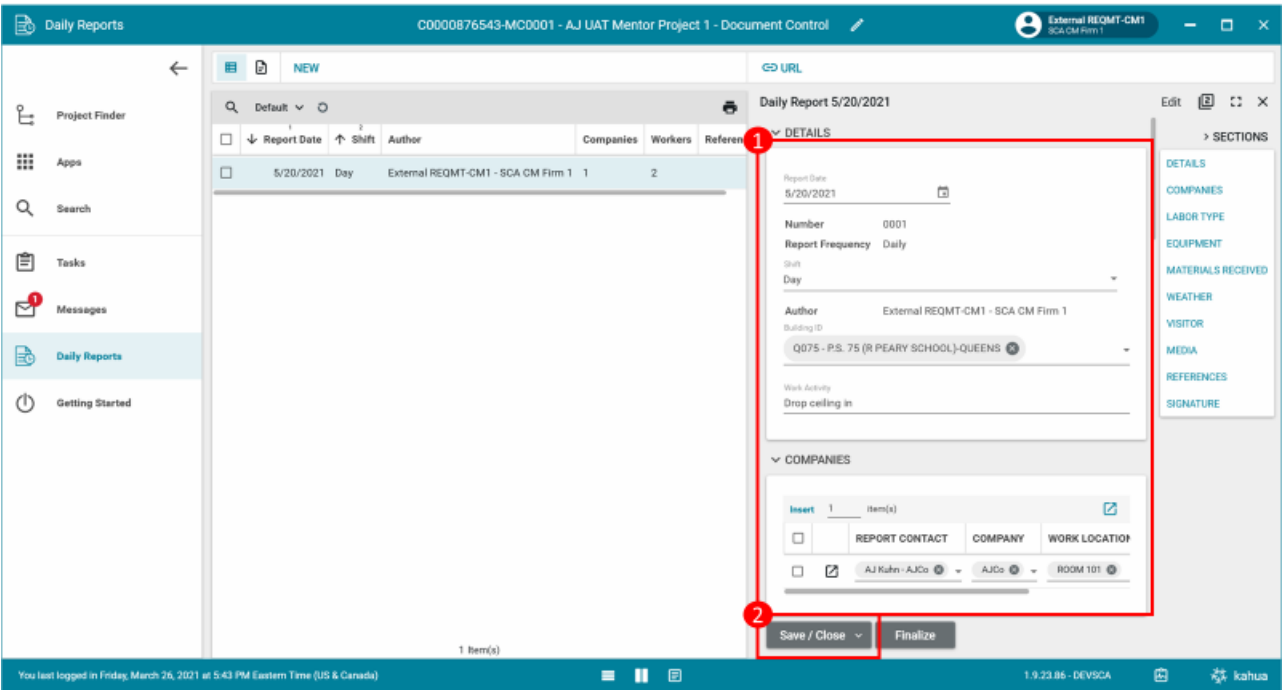 Daily Reports
C0000876543-MC0001 - AJ UAT Mentor Project 1 - Document Control
External REQMT-CM1
SCA CM Firm 1
Project Finder
Apps
Search
Tasks
1
Messages
Daily Reports
Getting Started
NEW
Default
1 2
Report Date Shift Author Companies Workers Referen
5/20/2021 Day External REQMT-CM1 - SCA CM Firm 1 1 2
1 Item(s)
URL
Daily Report 5/20/2021
Edit 2
1
DETAILS
Report Date
5/20/2021
Number 0001
Report Frequency Daily
Shift
Day
Author External REQMT-CM1 - SCA CM Firm 1
Building ID
Q075 - P.S. 75 (R PEARY SCHOOL)-QUEENS
Work Activity
Drop ceiling in
COMPANIES
Insert 1 item(s)
REPORT CONTACT COMPANY WORK LOCATION
AJ Kuhn - AJCo AJCo ROOM 101
2
Save / Close Finalize
> SECTIONS
DETAILS
COMPANIES
LABOR TYPE
EQUIPMENT
MATERIALS RECEIVED
WEATHER
VISITOR
MEDIA
REFERENCES
SIGNATURE
You last logged in Friday, March 26, 2021 at 5:43 PM Eastern Time (US & Canada)
1.9.23.86 - DEVSCA
kahua